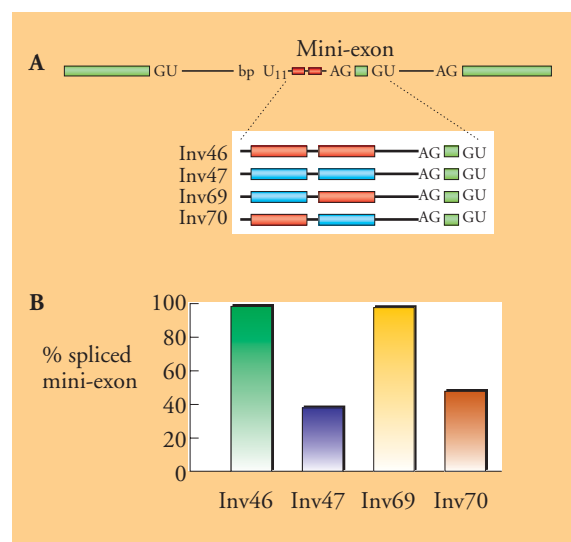 Mini-exon
A GU bp U₁₁ AG GU AG
Inv46 AG GU
Inv47 AG GU
Inv69 AG GU
Inv70 AG GU
B
100
80
60
40
20
0
% spliced
mini-exon
Inv46 Inv47 Inv69 Inv70